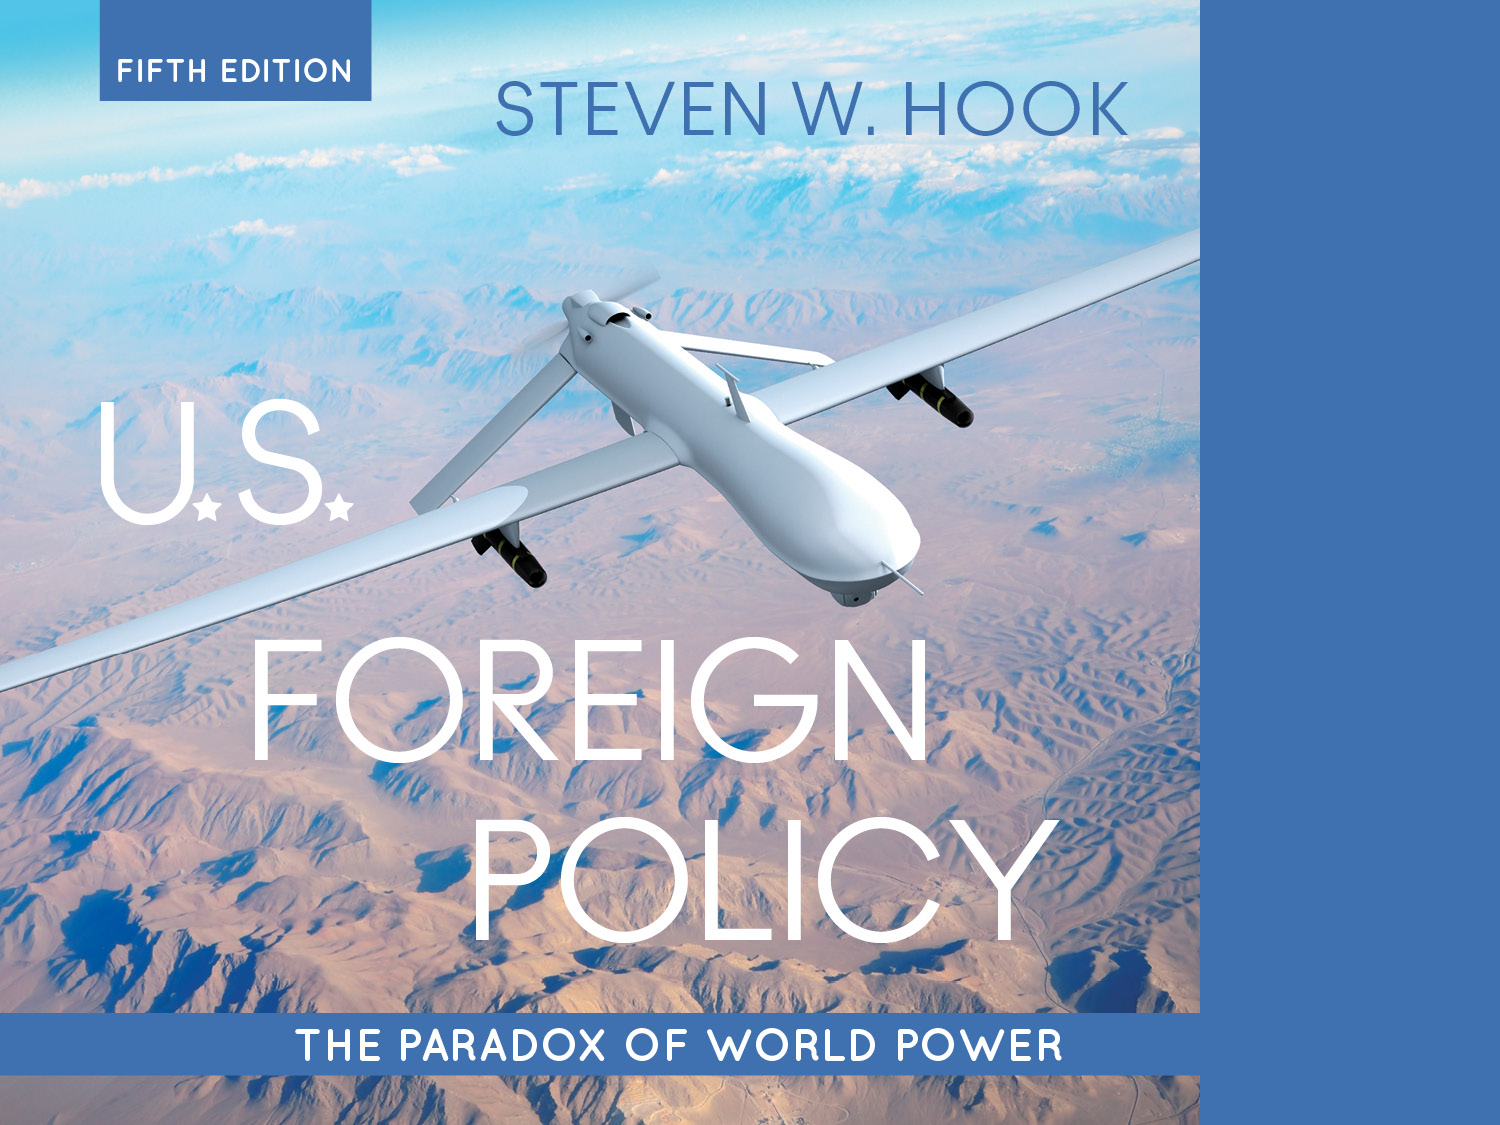 FIFTH EDITION
STEVEN W. HOOK
U.S.
FOREIGN
POLICY
THE PARADOX OF WORLD POWER